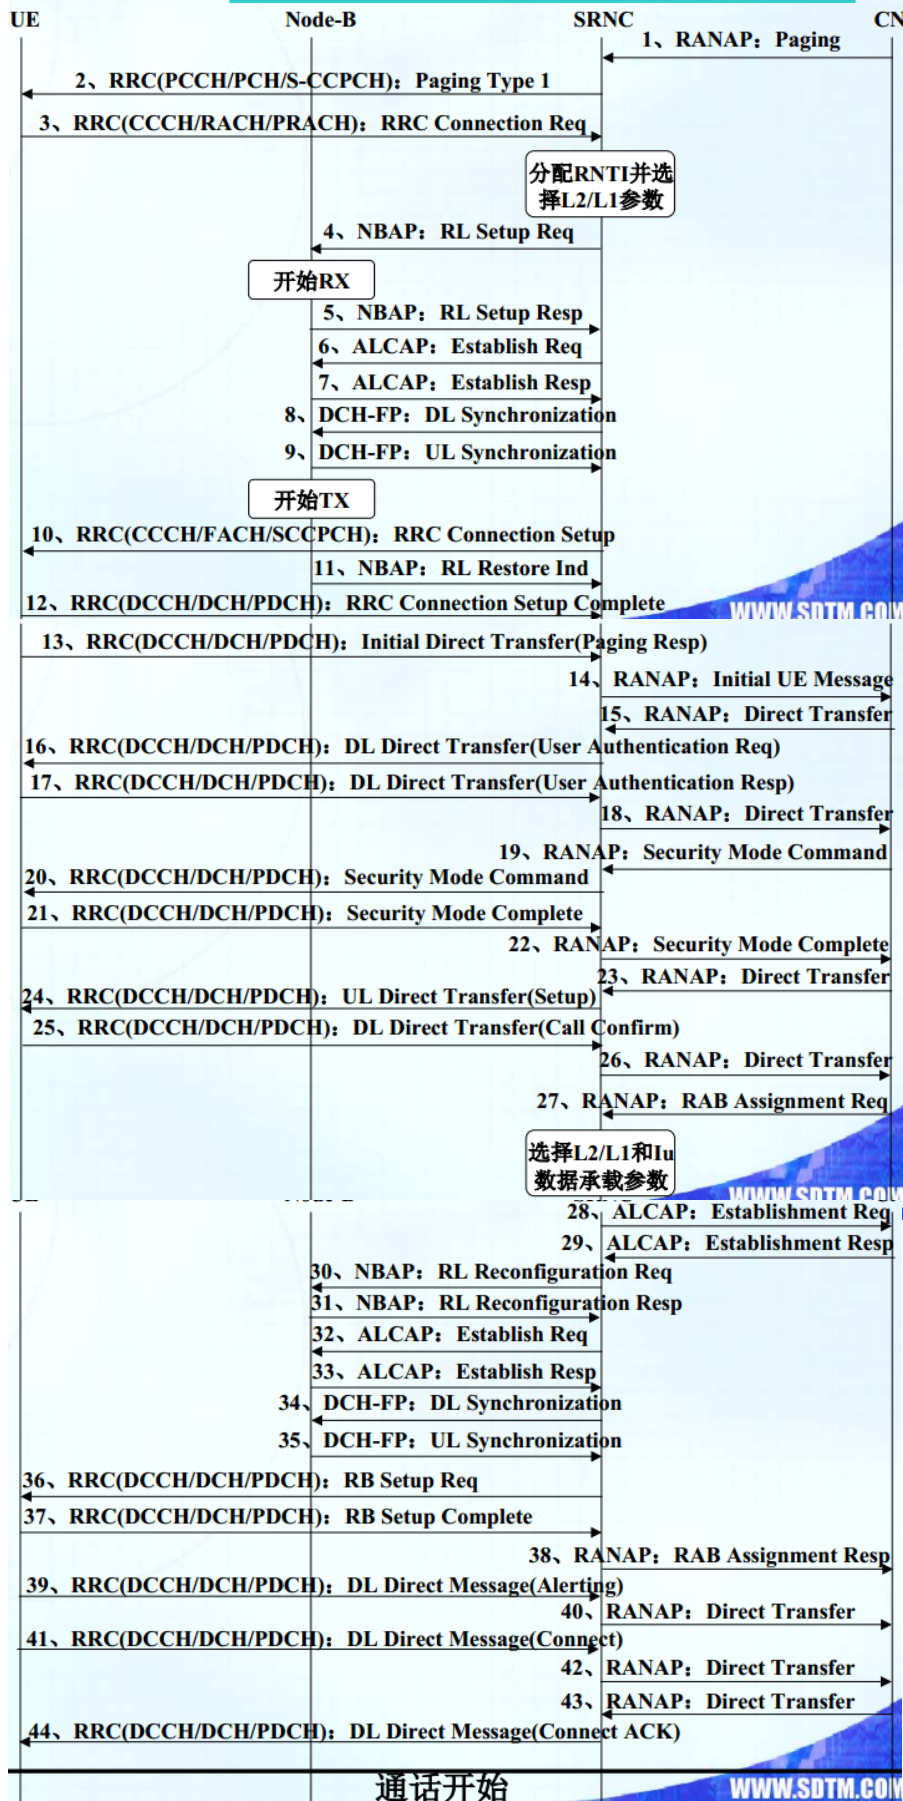 UE Node-B SRNC CN
1、RANAP：Paging
2、RRC(PCCH/PCH/S-CCPCH)：Paging Type 1
3、RRC(CCCH/RACH/PRACH)：RRC Connection Req
分配RNTI并选
择L2/L1参数
4、NBAP：RL Setup Req
开始RX
5、NBAP：RL Setup Resp
6、ALCAP：Establish Req
7、ALCAP：Establish Resp
8、DCH-FP：DL Synchronization
9、DCH-FP：UL Synchronization
开始TX
10、RRC(CCCH/FACH/SCCPCH)：RRC Connection Setup
11、NBAP：RL Restore Ind
12、RRC(DCCH/DCH/PDCH)：RRC Connection Setup Complete
WWW.SDTM.COM
13、RRC(DCCH/DCH/PDCH)：Initial Direct Transfer(Paging Resp)
14、RANAP：Initial UE Message
15、RANAP：Direct Transfer
16、RRC(DCCH/DCH/PDCH)：DL Direct Transfer(User Authentication Req)
17、RRC(DCCH/DCH/PDCH)：DL Direct Transfer(User Authentication Resp)
18、RANAP：Direct Transfer
19、RANAP：Security Mode Command
20、RRC(DCCH/DCH/PDCH)：Security Mode Command
21、RRC(DCCH/DCH/PDCH)：Security Mode Complete
22、RANAP：Security Mode Complete
23、RANAP：Direct Transfer
24、RRC(DCCH/DCH/PDCH)：UL Direct Transfer(Setup)
25、RRC(DCCH/DCH/PDCH)：DL Direct Transfer(Call Confirm)
26、RANAP：Direct Transfer
27、RANAP：RAB Assignment Req
选择L2/L1和Iu
数据承载参数
WWW.SDTM.COM
28、ALCAP：Establishment Req
29、ALCAP：Establishment Resp
30、NBAP：RL Reconfiguration Req
31、NBAP：RL Reconfiguration Resp
32、ALCAP：Establish Req
33、ALCAP：Establish Resp
34、DCH-FP：DL Synchronization
35、DCH-FP：UL Synchronization
36、RRC(DCCH/DCH/PDCH)：RB Setup Req
37、RRC(DCCH/DCH/PDCH)：RB Setup Complete
38、RANAP：RAB Assignment Resp
39、RRC(DCCH/DCH/PDCH)：DL Direct Message(Alerting)
40、RANAP：Direct Transfer
41、RRC(DCCH/DCH/PDCH)：DL Direct Message(Connect)
42、RANAP：Direct Transfer
43、RANAP：Direct Transfer
44、RRC(DCCH/DCH/PDCH)：DL Direct Message(Connect ACK)
通话开始
WWW.SDTM.COM